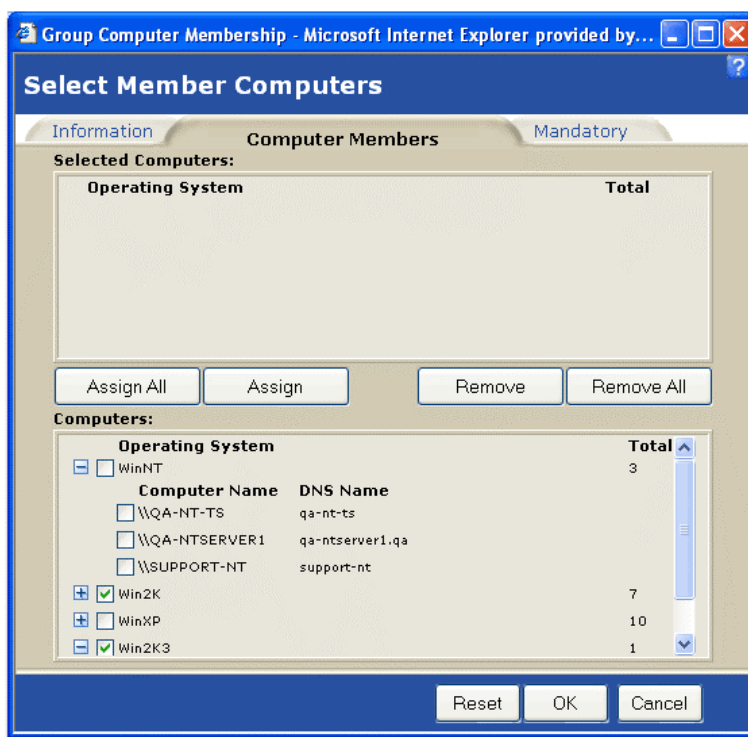 Group Computer Membership - Microsoft Internet Explorer provided by...
?
Select Member Computers
Information Computer Members Mandatory
Selected Computers:
Operating System Total
Assign All Assign Remove Remove All
Computers:
Operating System Total
WinNT 3
Computer Name DNS Name
\\QA-NT-TS qa-nt-ts
\\QA-NTSERVER1 qa-ntserver1.qa
\\SUPPORT-NT support-nt
Win2K 7
WinXP 10
Win2K3 1
Reset OK Cancel